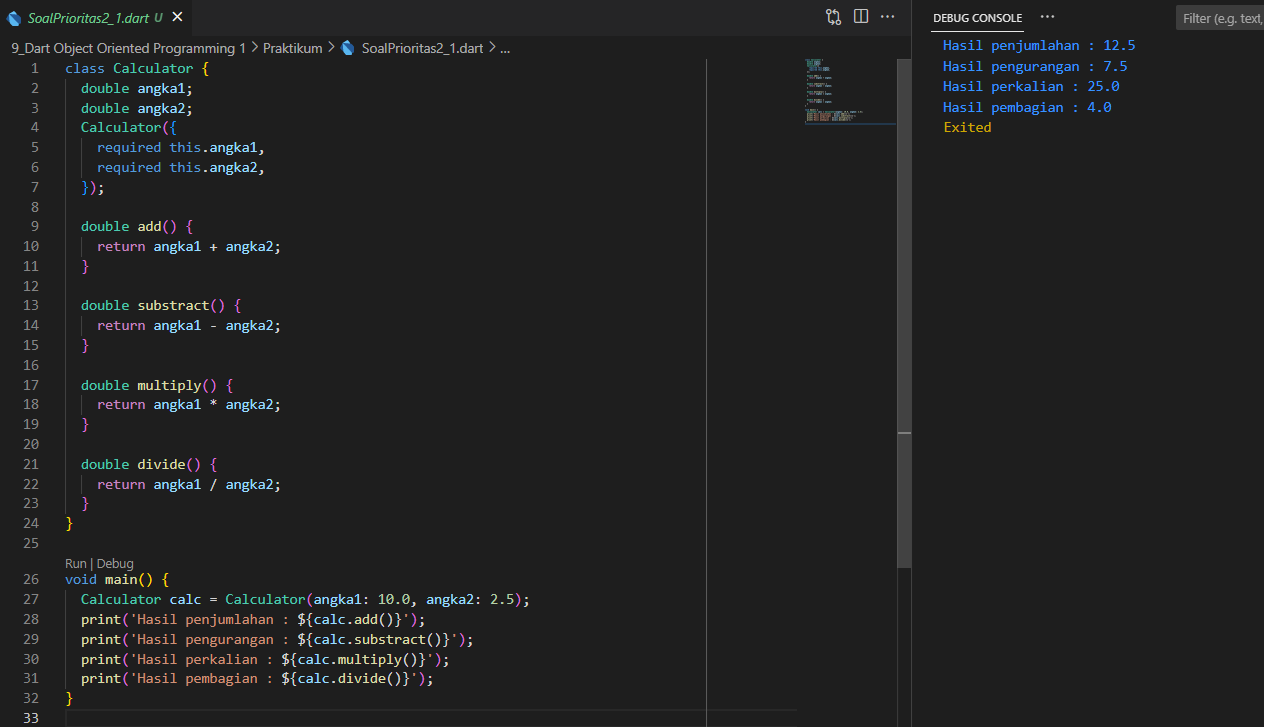 SoalPrioritas2_1.dart U
9_Dart Object Oriented Programming 1 > Praktikum > SoalPrioritas2_1.dart > ...
1 class Calculator {
2   double angka1;
3   double angka2;
4   Calculator({
5     required this.angka1,
6     required this.angka2,
7   });
8
9   double add() {
10     return angka1 + angka2;
11   }
12
13   double substract() {
14     return angka1 - angka2;
15   }
16
17   double multiply() {
18     return angka1 * angka2;
19   }
20
21   double divide() {
22     return angka1 / angka2;
23   }
24 }
25
Run | Debug
26 void main() {
27   Calculator calc = Calculator(angka1: 10.0, angka2: 2.5);
28   print('Hasil penjumlahan : ${calc.add()}');
29   print('Hasil pengurangan : ${calc.substract()}');
30   print('Hasil perkalian : ${calc.multiply()}');
31   print('Hasil pembagian : ${calc.divide()}');
32 }
33
DEBUG CONSOLE
Filter (e.g. text,
Hasil penjumlahan : 12.5
Hasil pengurangan : 7.5
Hasil perkalian : 25.0
Hasil pembagian : 4.0
Exited